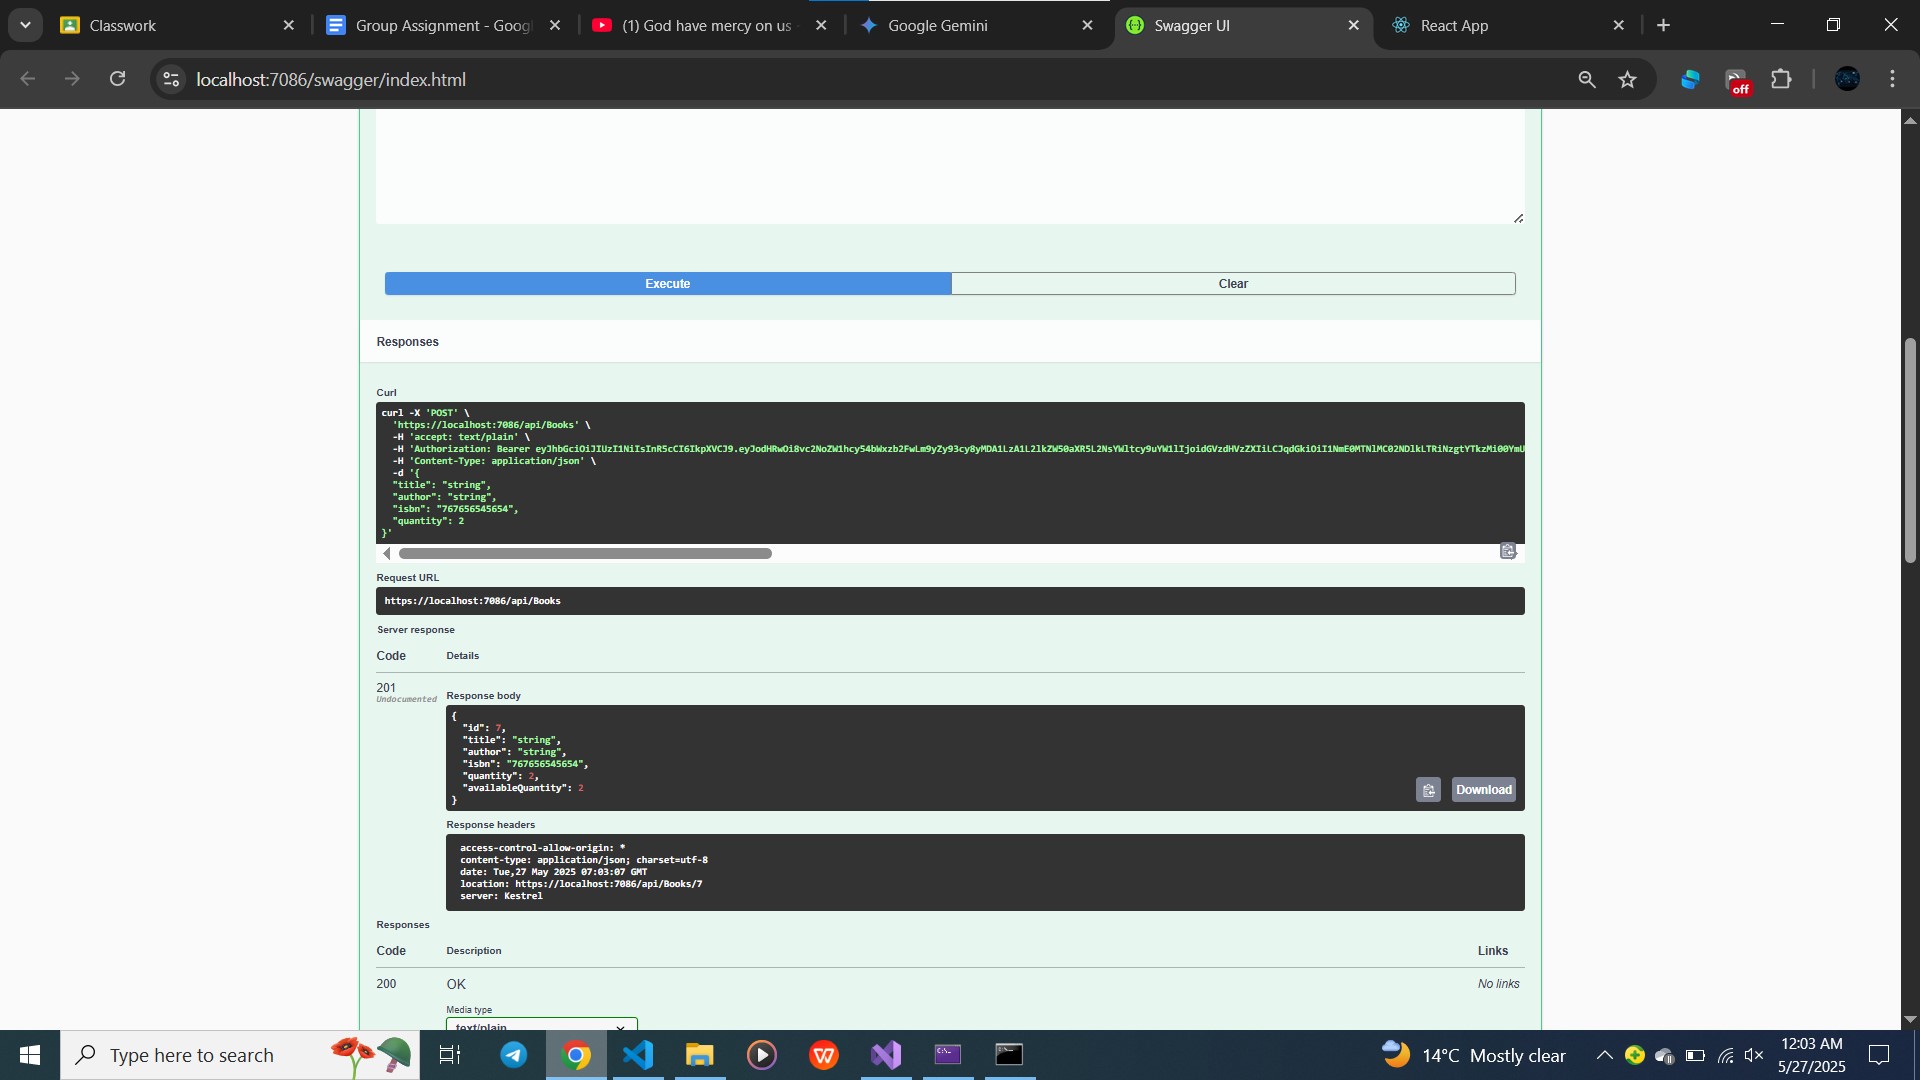 Classwork
Group Assignment - Goog
(1) God have mercy on us
Google Gemini
Swagger UI
React App
localhost:7086/swagger/index.html
off
Execute
Clear
Responses
Curl
curl -X 'POST' \
'https://localhost:7086/api/Books' \
-H 'accept: text/plain' \
-H 'Authorization: Bearer
-H 'Content-Type: application/json' \
-d '{
"title": "string",
"author": "string",
"isbn": "767656545654",
"quantity": 2
}'
Request URL
https://localhost:7086/api/Books
Server response
Code Details
201
Undocumented
Response body
{
"id": 7,
"title": "string",
"author": "string",
"isbn": "767656545654",
"quantity": 2,
"availableQuantity": 2
}
Download
Response headers
access-control-allow-origin: *
content-type: application/json; charset=utf-8
date: Tue,27 May 2025 07:03:07 GMT
location: https://localhost:7086/api/Books/7
server: Kestrel
Responses
Code Description Links
200 OK No links
Media type
text/plain
Type here to search
14°C Mostly clear
12:03 AM
5/27/2025